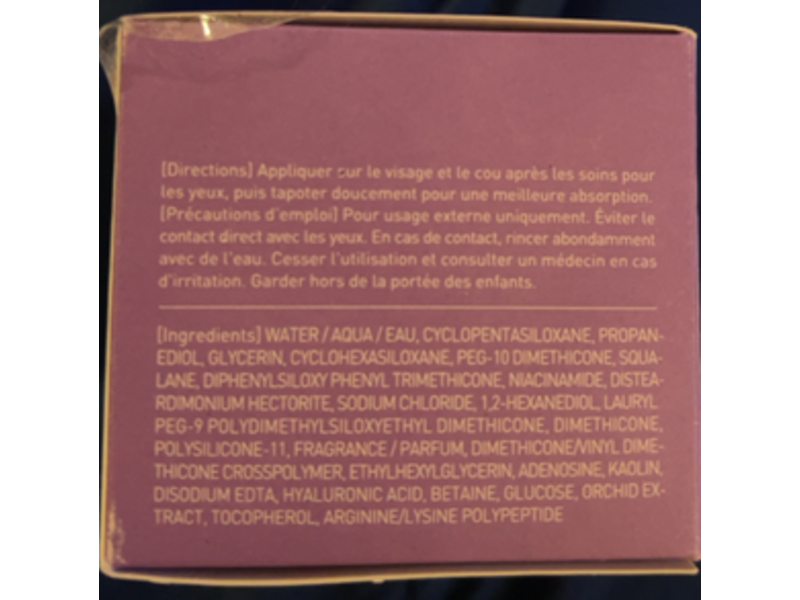 [Directions] Appliquer sur le visage et le cou après les soins pour
les yeux, puis tapoter doucement pour une meilleure absorption.
[Précautions d'emploi] Pour usage externe uniquement. Éviter le
contact direct avec les yeux. En cas de contact, rincer abondamment
avec de l'eau. Cesser l'utilisation et consulter un médecin en cas
d'irritation. Garder hors de la portée des enfants.
[Ingredients] WATER / AQUA / EAU, CYCLOPENTASILOXANE, PROPAN-
EDIOL, GLYCERIN, CYCLOHEXASILOXANE, PEG-10 DIMETHICONE, SQUA-
LANE, DIPHENYLSILOXY PHENYL TRIMETHICONE, NIACINAMIDE, DISTEA-
RDIMONIUM HECTORITE, SODIUM CHLORIDE, 1,2-HEXANEDIOL, LAURYL
PEG-9 POLYDIMETHYLSILOXYETHYL DIMETHICONE, DIMETHICONE,
POLYSILICONE-11, FRAGRANCE / PARFUM, DIMETHICONE/VINYL DIME-
THICONE CROSSPOLYMER, ETHYLHEXYLGLYCERIN, ADENOSINE, KAOLIN,
DISODIUM EDTA, HYALURONIC ACID, BETAINE, GLUCOSE, ORCHID EX-
TRACT, TOCOPHEROL, ARGININE/LYSINE POLYPEPTIDE